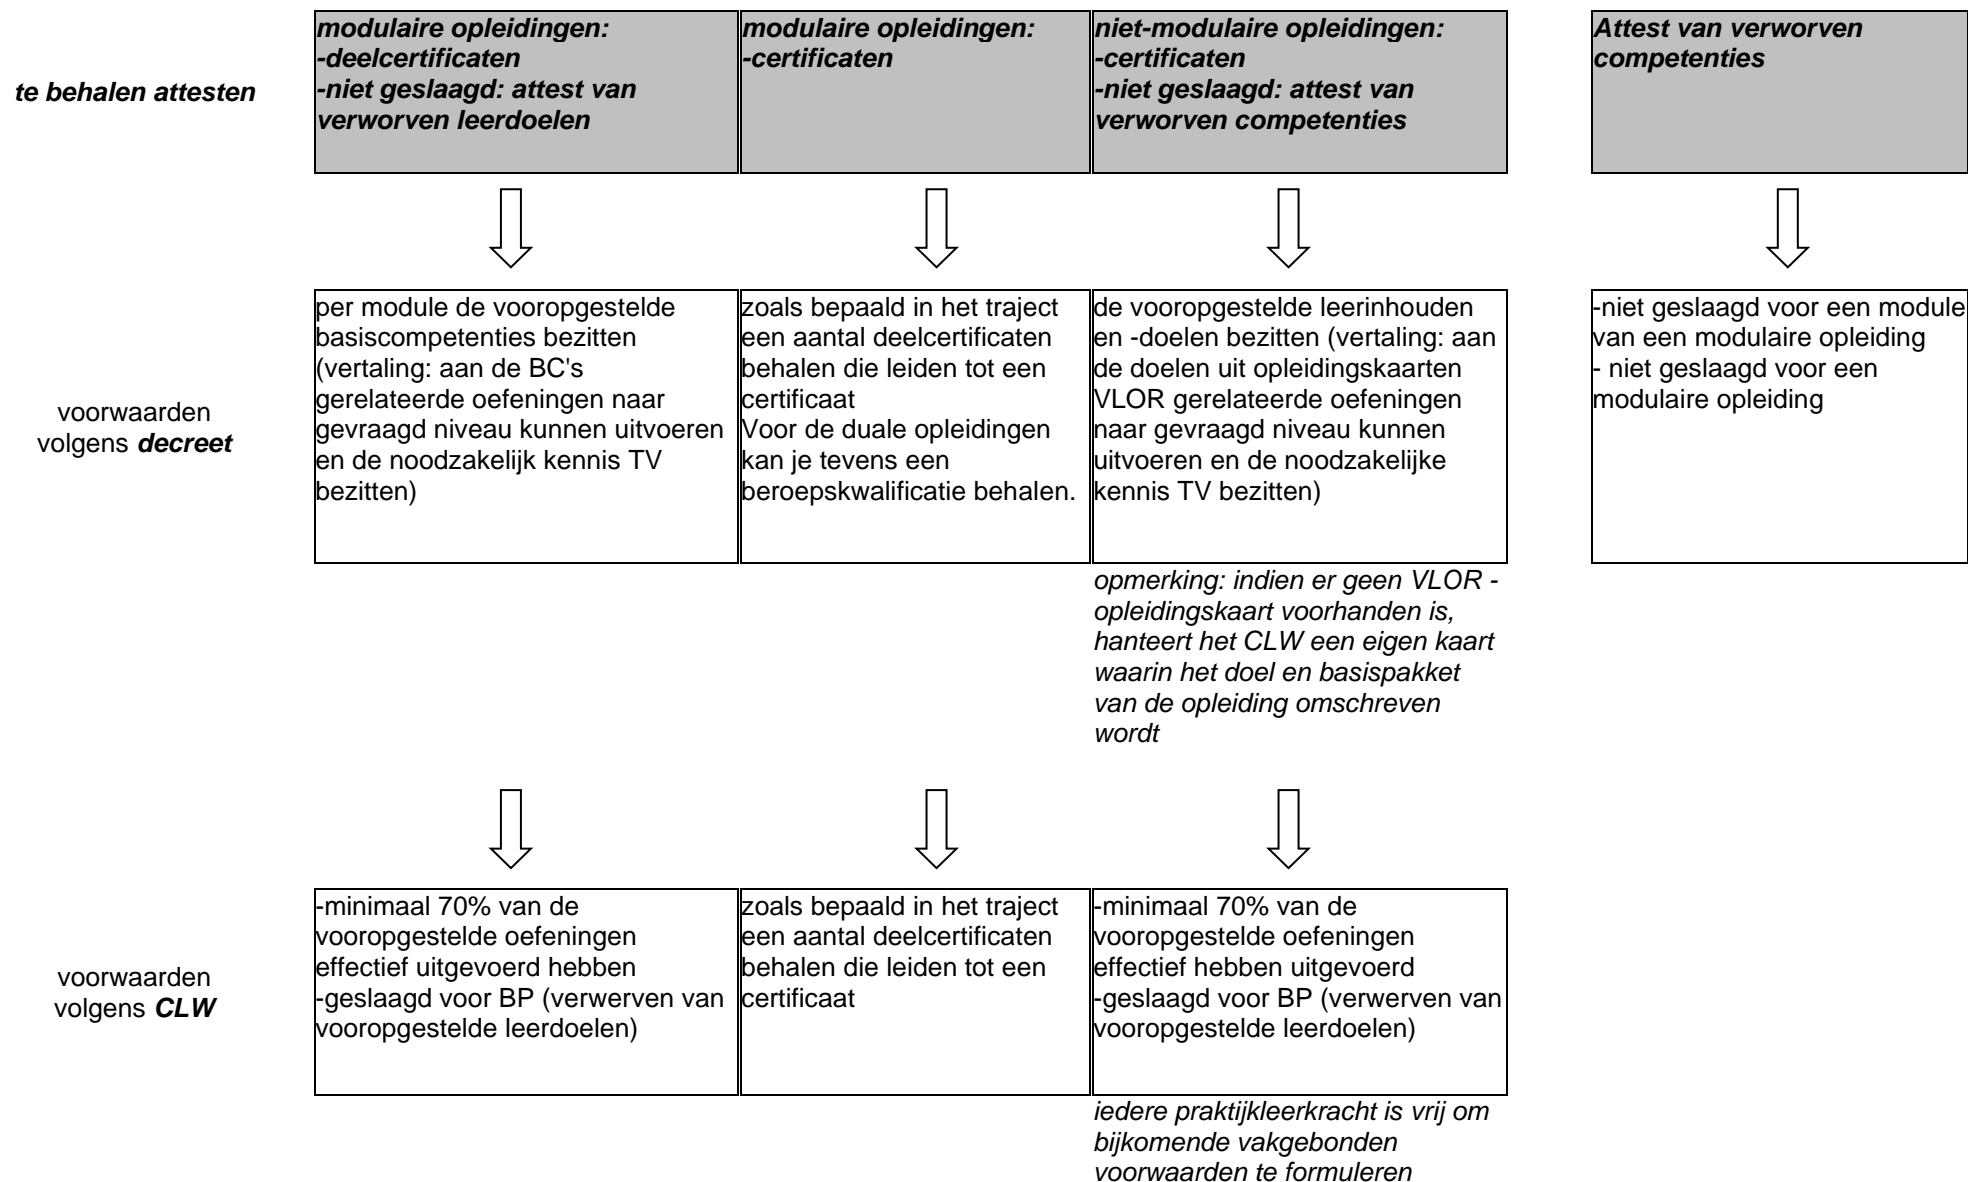 te behalen attesten
modulaire opleidingen:
-deelcertificaten
-niet geslaagd: attest van
verworven leerdoelen
modulaire opleidingen:
-certificaten
niet-modulaire opleidingen:
-certificaten
-niet geslaagd: attest van
verworven competenties
Attest van verworven
competenties
voorwaarden
volgens decreet
per module de vooropgestelde
basiscompetenties bezitten
(vertaling: aan de BC's
gerelateerde oefeningen naar
gevraagd niveau kunnen uitvoeren
en de noodzakelijk kennis TV
bezitten)
zoals bepaald in het traject
een aantal deelcertificaten
behalen die leiden tot een
certificaat
Voor de duale opleidingen
kan je tevens een
beroepskwalificatie behalen.
de vooropgestelde leerinhouden
en -doelen bezitten (vertaling: aan
de doelen uit opleidingskaarten
VLOR gerelateerde oefeningen
naar gevraagd niveau kunnen
uitvoeren en de noodzakelijke
kennis TV bezitten)
-niet geslaagd voor een module
van een modulaire opleiding
- niet geslaagd voor een
modulaire opleiding
opmerking: indien er geen VLOR -
opleidingskaart voorhanden is,
hanteert het CLW een eigen kaart
waarin het doel en basispakket
van de opleiding omschreven
wordt
voorwaarden
volgens CLW
-minimaal 70% van de
vooropgestelde oefeningen
effectief uitgevoerd hebben
-geslaagd voor BP (verwerven van
vooropgestelde leerdoelen)
zoals bepaald in het traject
een aantal deelcertificaten
behalen die leiden tot een
certificaat
-minimaal 70% van de
vooropgestelde oefeningen
effectief hebben uitgevoerd
-geslaagd voor BP (verwerven van
vooropgestelde leerdoelen)
iedere praktijkleerkracht is vrij om
bijkomende vakgebonden
voorwaarden te formuleren